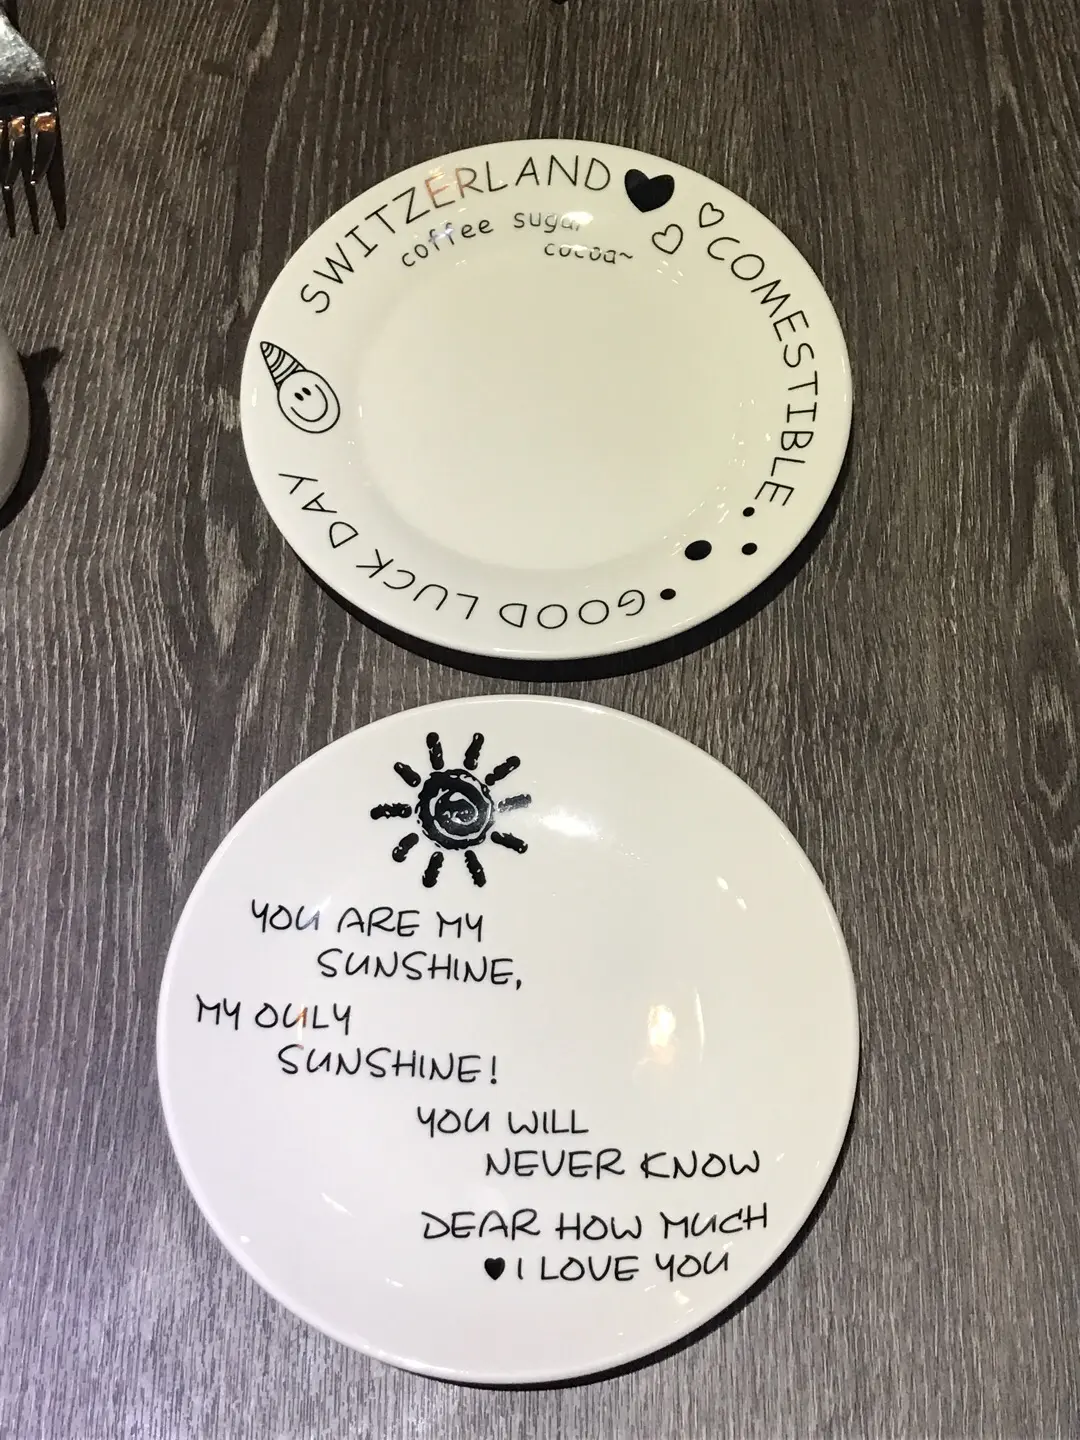 SWITZERLAND
coffee sugar
cocoa~
COMESTIBLE
GOOD LUCK DAY
YOU ARE MY
SUNSHINE,
MY OULY
SUNSHINE!
YOU WILL
NEVER KNOW
DEAR HOW MUCH
I LOVE YOU